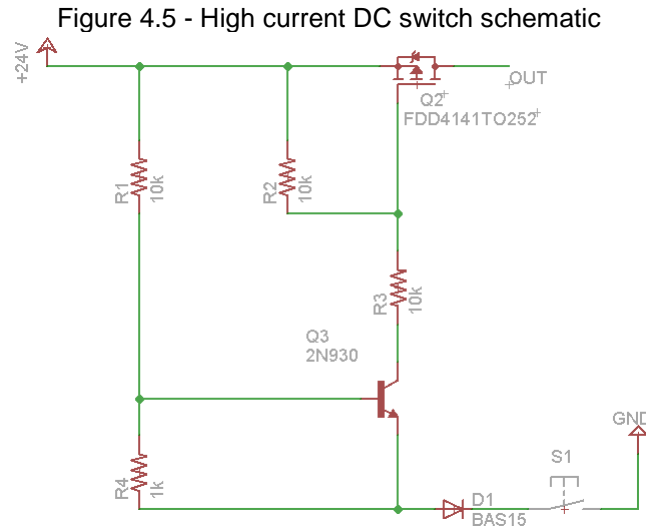 Figure 4.5 - High current DC switch schematic
+24V
OUT
Q2
FDD4141TO252
R1
10k
R2
10k
R3
10k
Q3
2N930
GND
S1
R4
1k
D1
BAS15